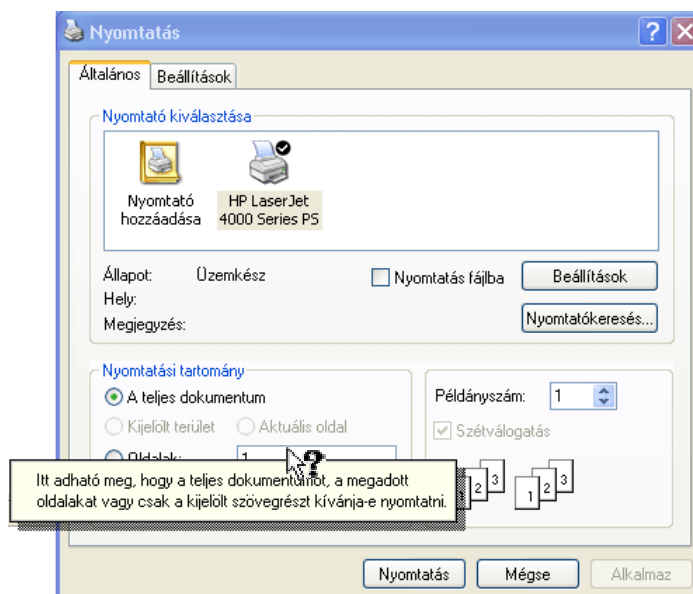 Nyomtatás
Általános Beállítások
Nyomtató kiválasztása
Nyomtató
hozzáadása
HP LaserJet
4000 Series PS
Állapot: Üzemkész
Nyomtatás fájlba
Beállítások
Hely:
Megjegyzés:
Nyomtatókeresés...
Nyomtatási tartomány
A teljes dokumentum
Kijelölt terület Aktuális oldal
Oldalak: 1
Példányszám: 1
Szétválogatás
1 2 3 1 2 3
Itt adható meg, hogy a teljes dokumentumot, a megadott
oldalakat vagy csak a kijelölt szövegrészt kívánja-e nyomtatni.
Nyomtatás Mégse Alkalmaz